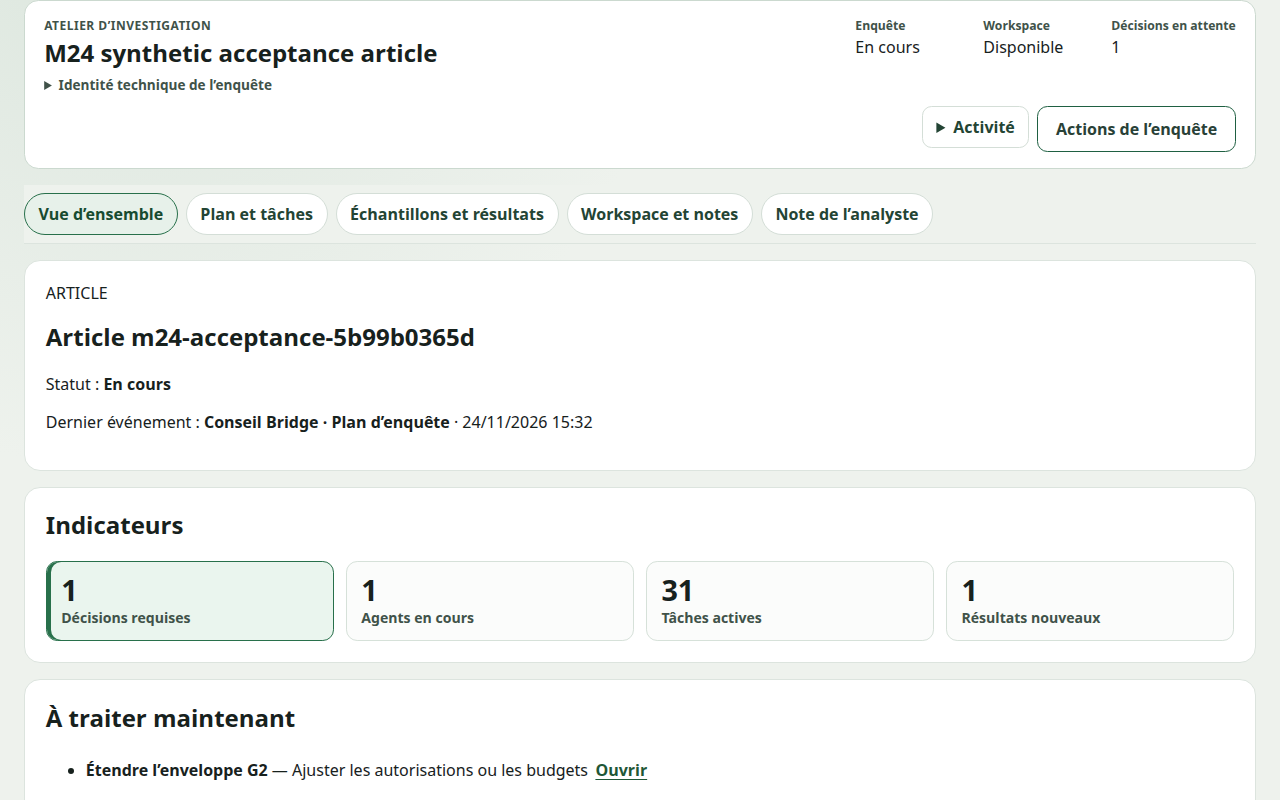 ATELIER D’INVESTIGATION
M24 synthetic acceptance article
▶ Identité technique de l’enquête
Enquête
En cours
Workspace
Disponible
Décisions en attente
1
▶ Activité
Actions de l’enquête
Vue d’ensemble
Plan et tâches
Échantillons et résultats
Workspace et notes
Note de l’analyste
ARTICLE
Article m24-acceptance-5b99b0365d
Statut : En cours
Dernier événement : Conseil Bridge · Plan d’enquête · 24/11/2026 15:32
Indicateurs
1
Décisions requises
1
Agents en cours
31
Tâches actives
1
Résultats nouveaux
À traiter maintenant
• Étendre l’enveloppe G2 — Ajuster les autorisations ou les budgets Ouvrir